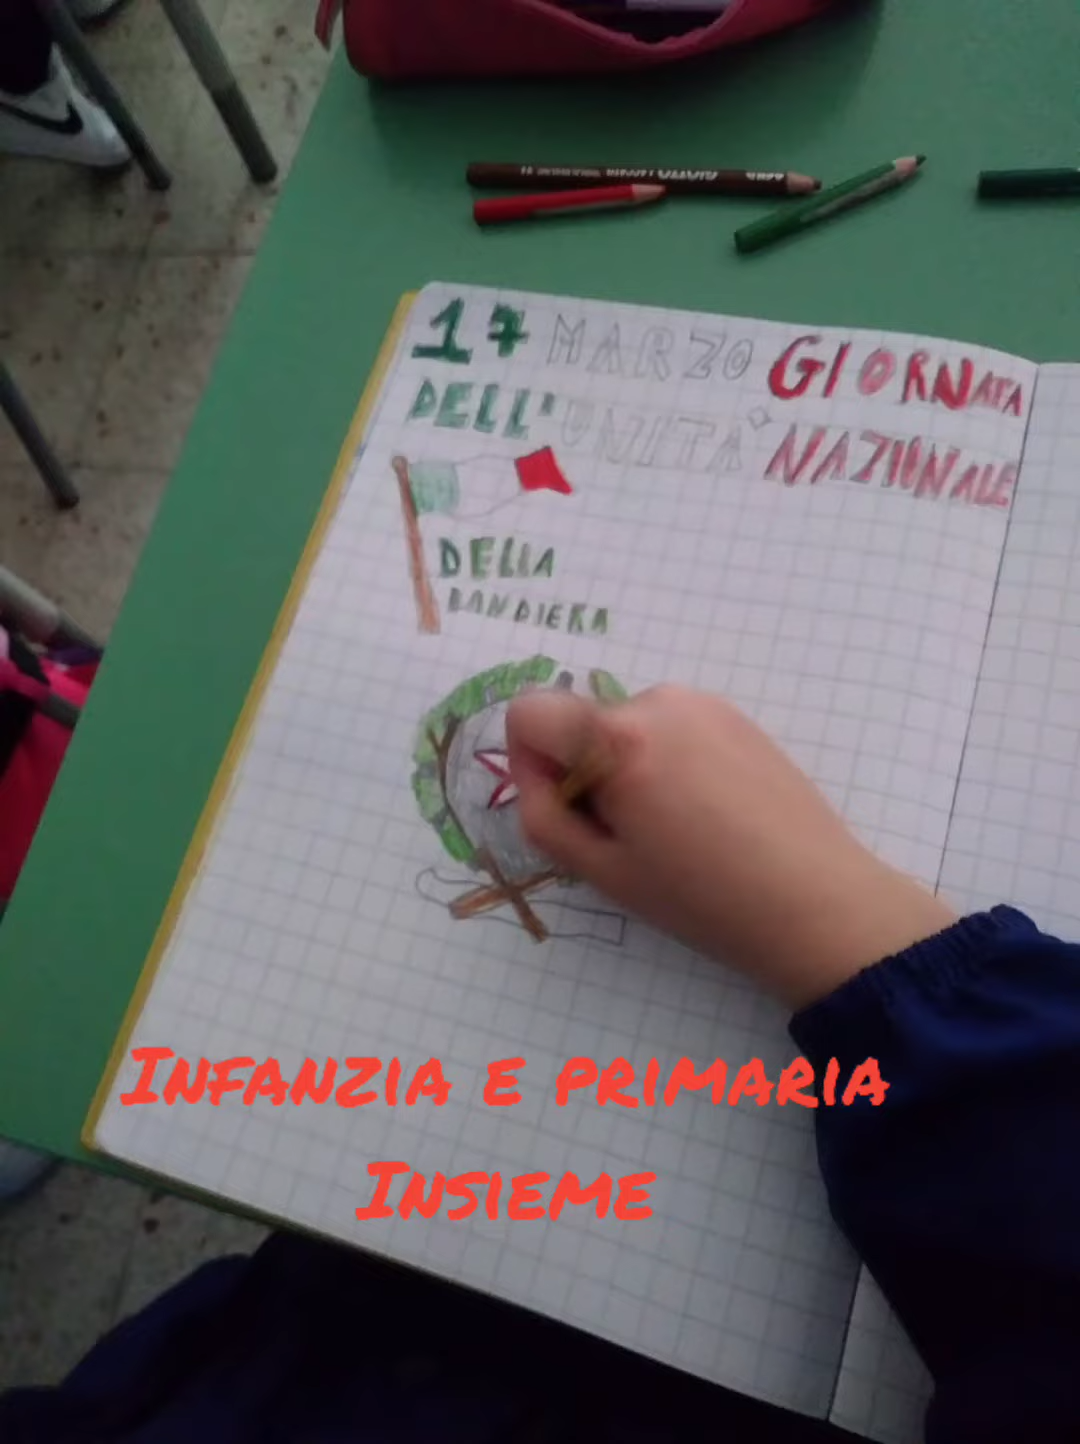 17 MARZO GIORNATA
DELL'UNITÀ NAZIONALE
DELLA
BANDIERA
INFANZIA E PRIMARIA
INSIEME